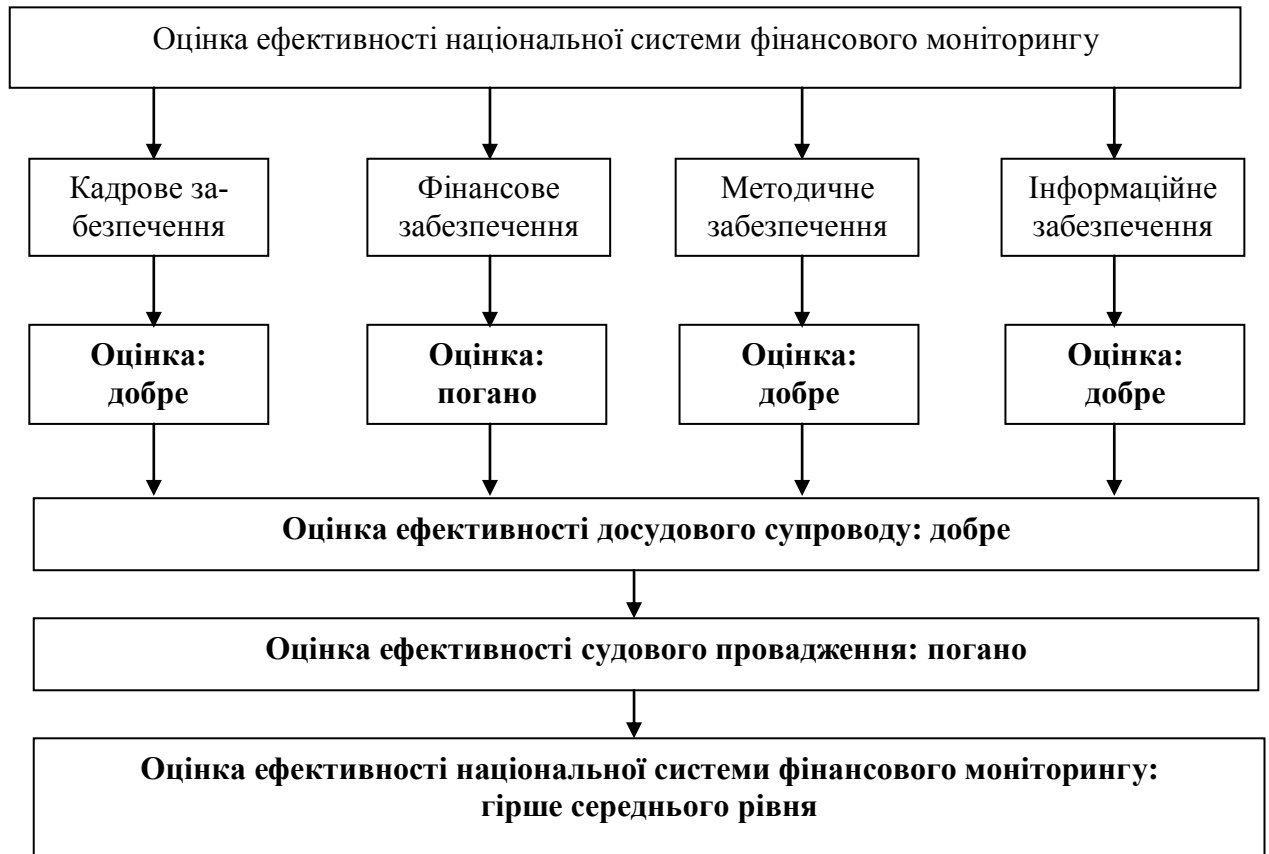 Оцінка ефективності національної системи фінансового моніторингу
Кадрове за-
безпечення
Фінансове
забезпечення
Методичне
забезпечення
Інформаційне
забезпечення
Оцінка:
добре
Оцінка:
погано
Оцінка:
добре
Оцінка:
добре
Оцінка ефективності досудового супроводу: добре
Оцінка ефективності судового провадження: погано
Оцінка ефективності національної системи фінансового моніторингу:
гірше середнього рівня